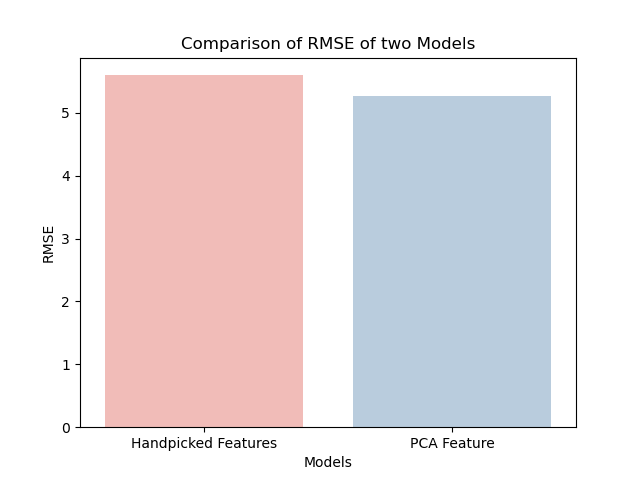 Comparison of RMSE of two Models
RMSE
5
4
3
2
1
0
Handpicked Features
PCA Feature
Models